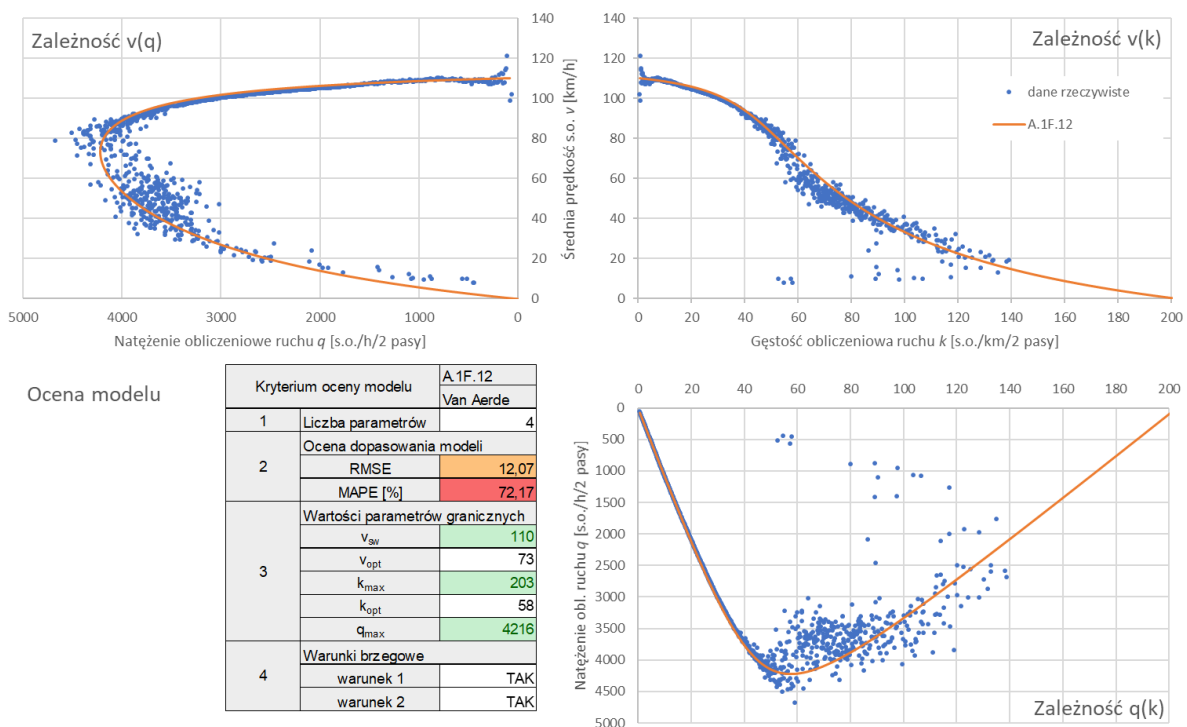 Zależność v(q)
140
120
100
80
60
40
20
0
5000
4000
3000
2000
1000
0
Średnia prędkość s.o. v [km/h]
Natężenie obliczeniowe ruchu q [s.o./h/2 pasy]
Zależność v(k)
dane rzeczywiste
A.1F.12
140
120
100
80
60
40
20
0
0
20
40
60
80
100
120
140
160
180
200
Gęstość obliczeniowa ruchu k [s.o./km/2 pasy]
Ocena modelu
Kryterium oceny modelu
A.1F.12
Van Aerde
1 Liczba parametrów 4
2
Ocena dopasowania modeli
RMSE 12,07
MAPE [%] 72,17
3
Wartości parametrów granicznych
vsw 110
vopt 73
kmax 203
kopt 58
qmax 4216
4
Warunki brzegowe
warunek 1 TAK
warunek 2 TAK
0
20
40
60
80
100
120
140
160
180
200
0
500
1000
1500
2000
2500
3000
3500
4000
4500
5000
Natężenie obl. ruchu q [s.o./h/2 pasy]
Zależność q(k)